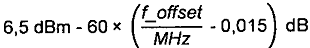 6,5 dBm - 60 × (f_offset/MHz - 0,015) dB